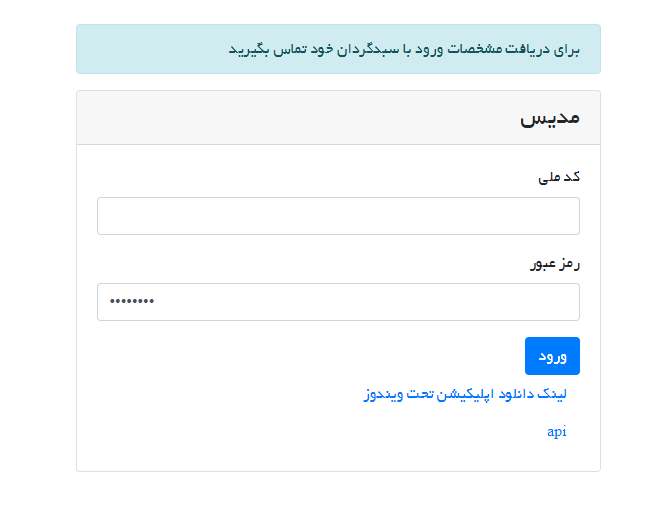 برای دریافت مشخصات ورود با سبدگردان خود تماس بگیرید
مدیس
کد ملی
رمز عبور
••••••••
ورود
لینک دانلود اپلیکیشن تحت ویندوز
api